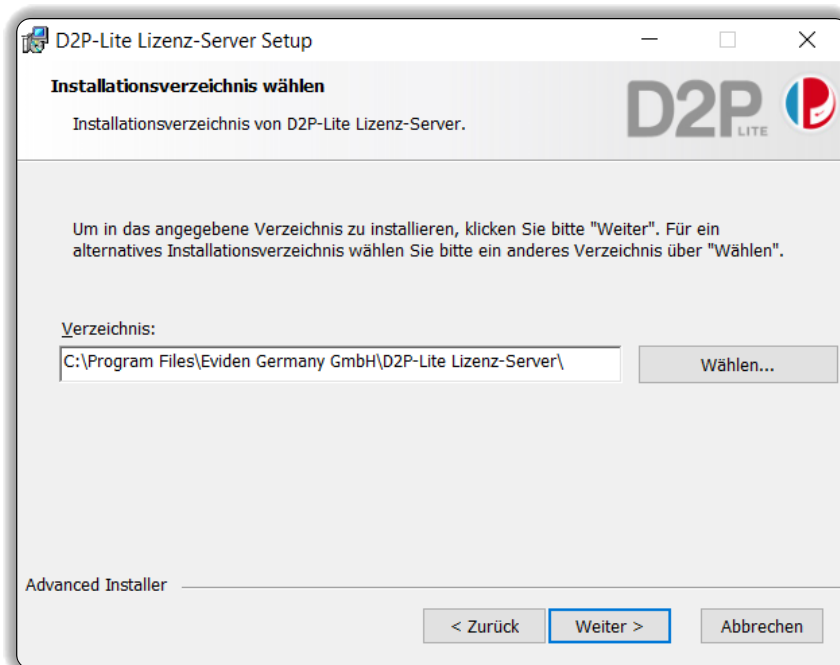 D2P-Lite Lizenz-Server Setup
Installationsverzeichnis wählen
Installationsverzeichnis von D2P-Lite Lizenz-Server.
D2P LITE
Um in das angegebene Verzeichnis zu installieren, klicken Sie bitte "Weiter". Für ein
alternatives Installationsverzeichnis wählen Sie bitte ein anderes Verzeichnis über "Wählen".
Verzeichnis:
C:\Program Files\Eviden Germany GmbH\D2P-Lite Lizenz-Server\
Wählen...
Advanced Installer
< Zurück
Weiter >
Abbrechen